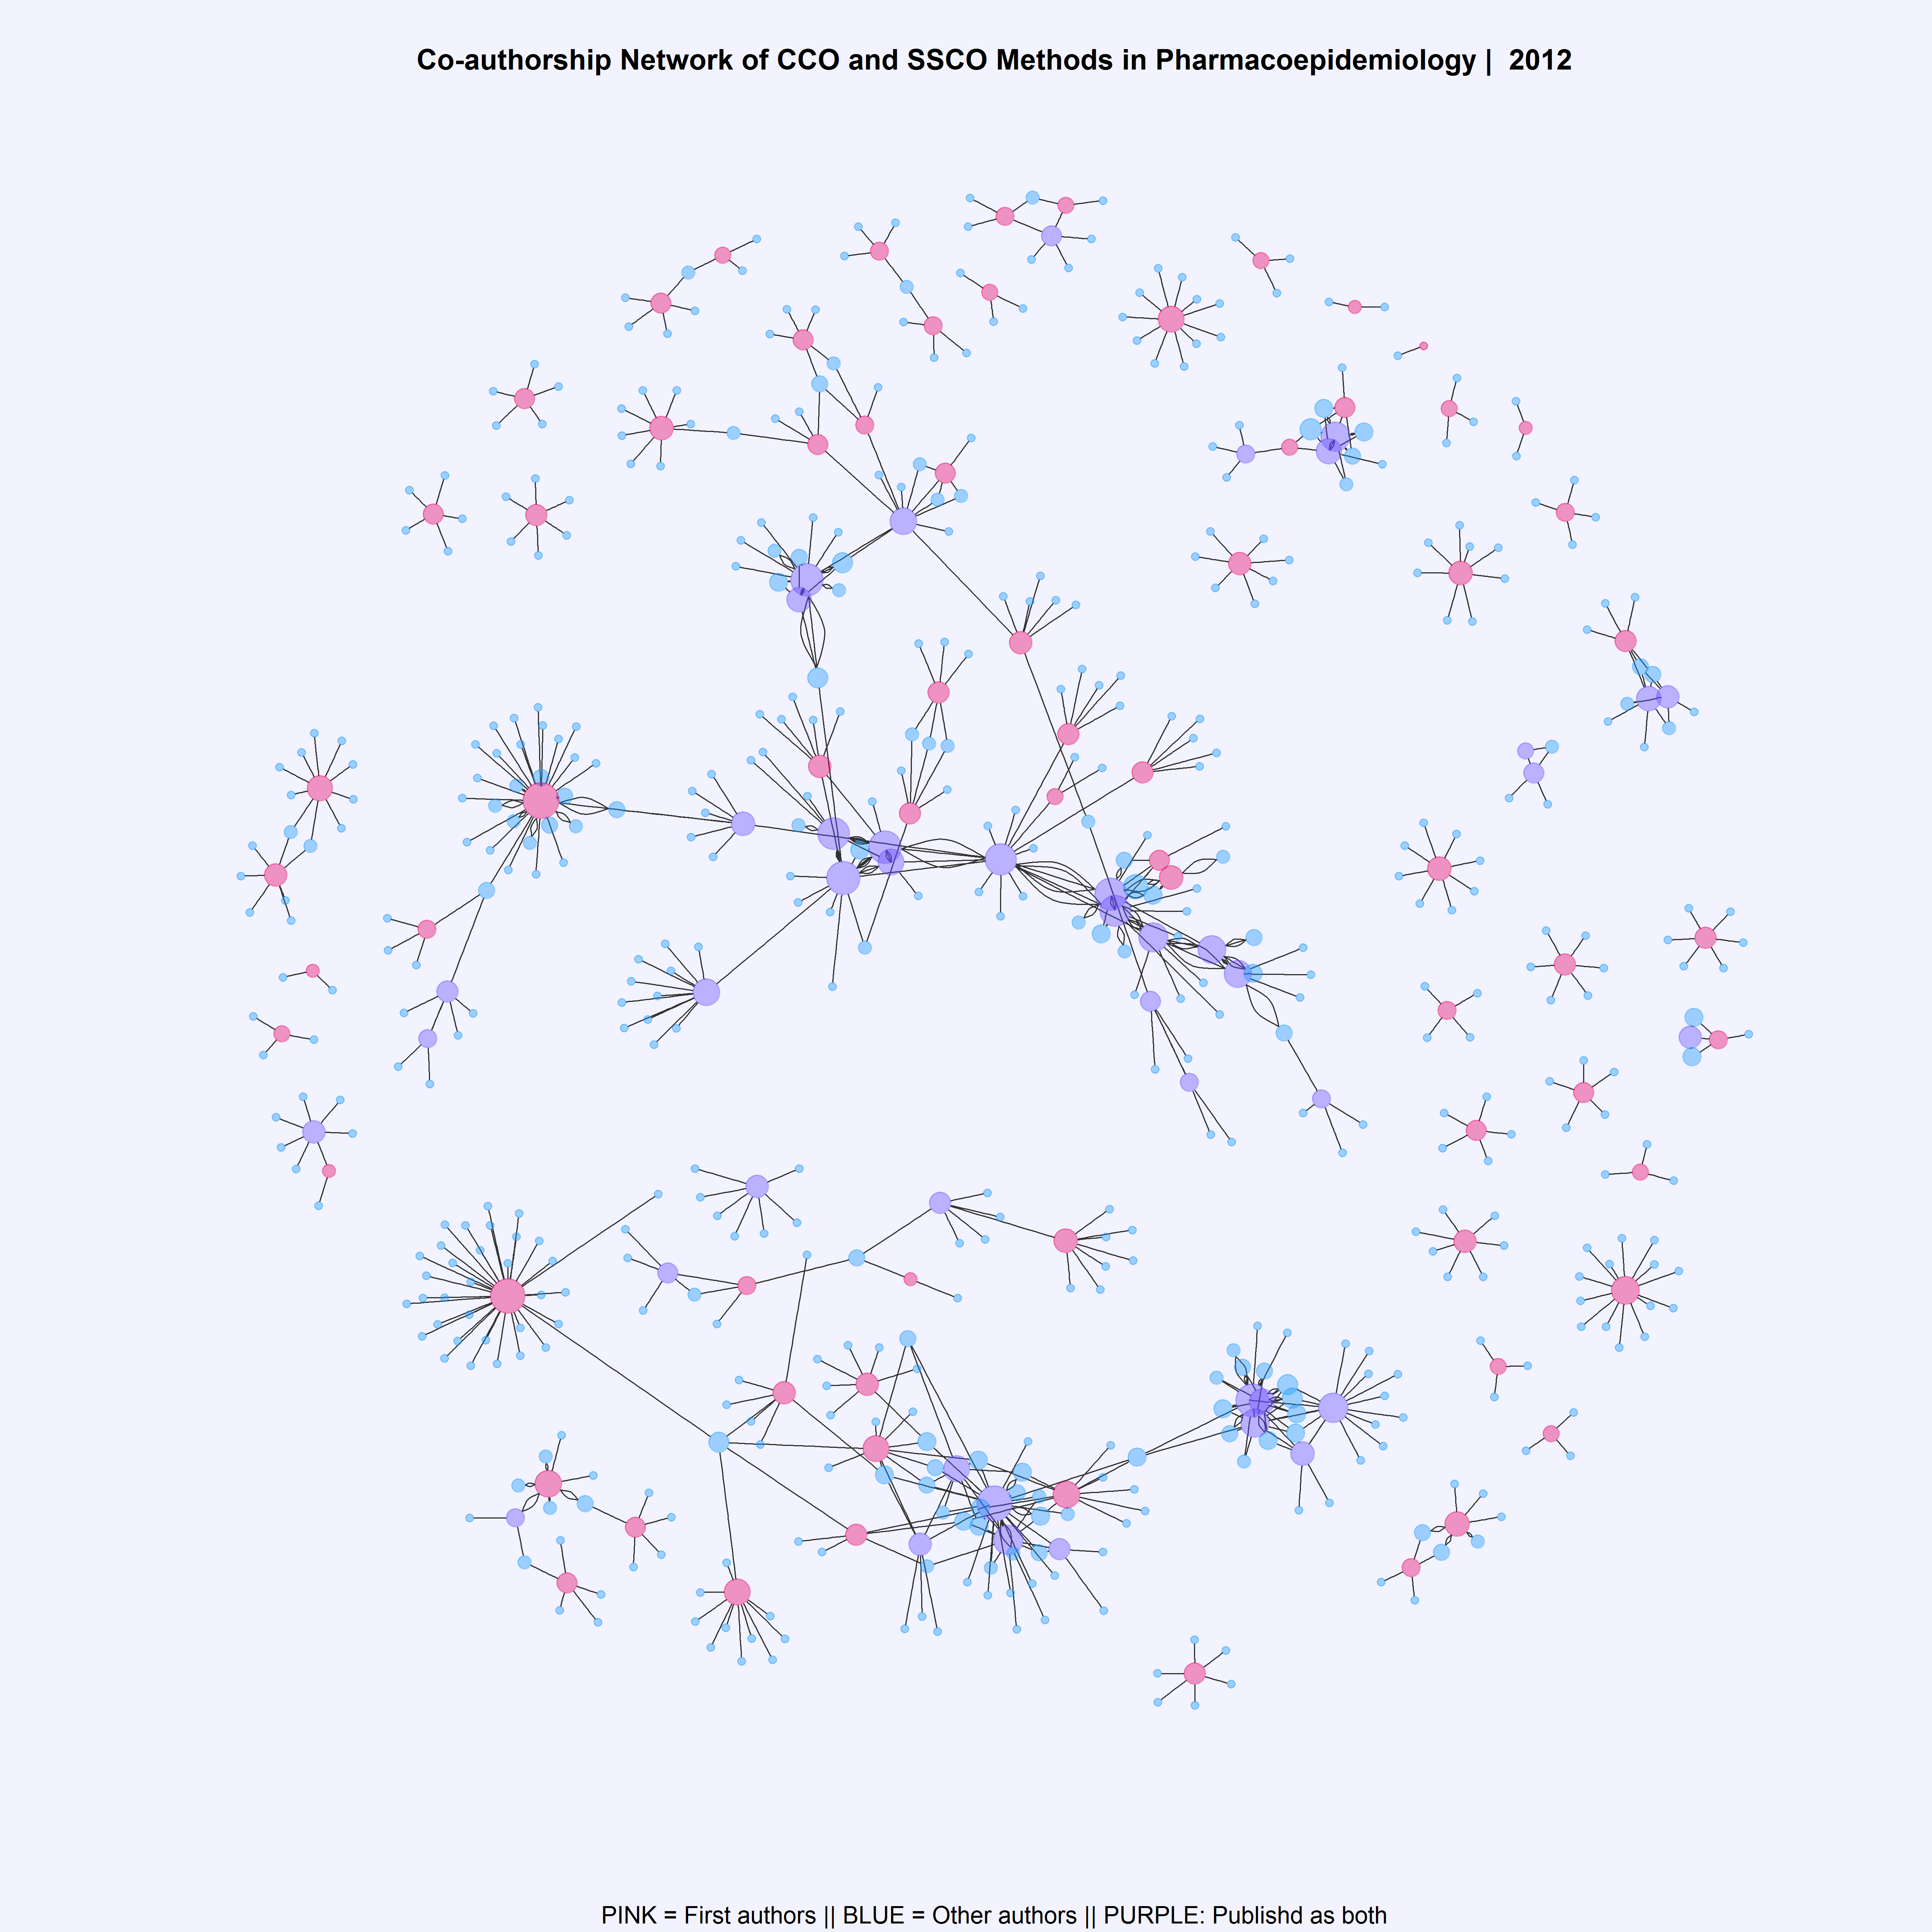 Co-authorship Network of CCO and SSCO Methods in Pharmacoepidemiology | 2012
PINK = First authors || BLUE = Other authors || PURPLE: Publishd as both